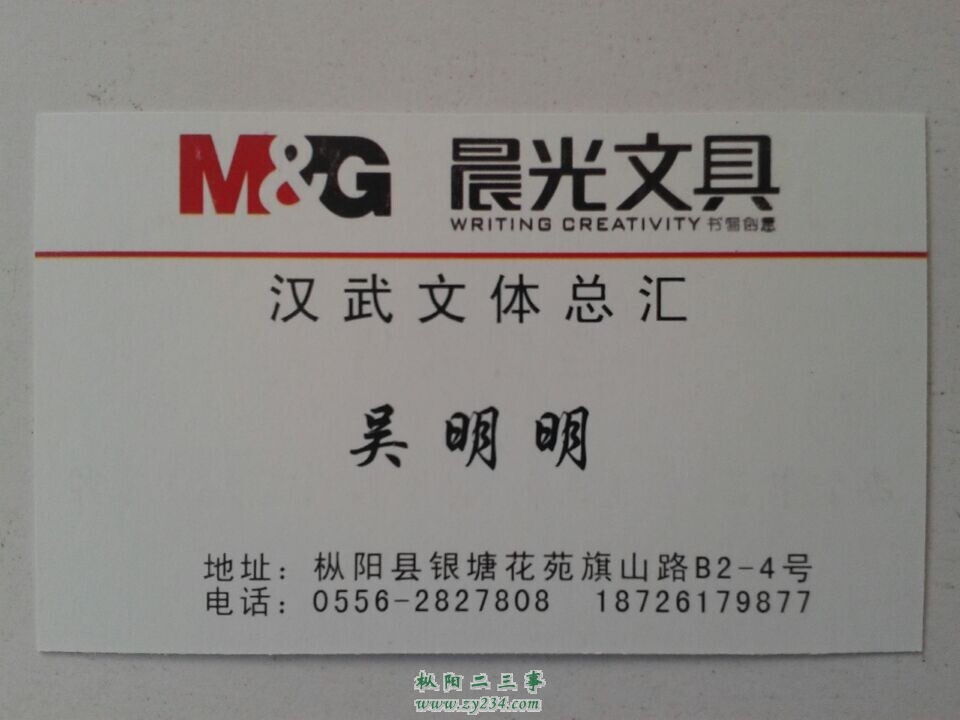 M&G 晨光文具
WRITING CREATIVITY 书写创意
汉武文体总汇
吴明明
地址：枞阳县银塘花苑旗山路B2-4号
电话：0556-2827808 18726179877
枞阳二三事
www.zy234.com